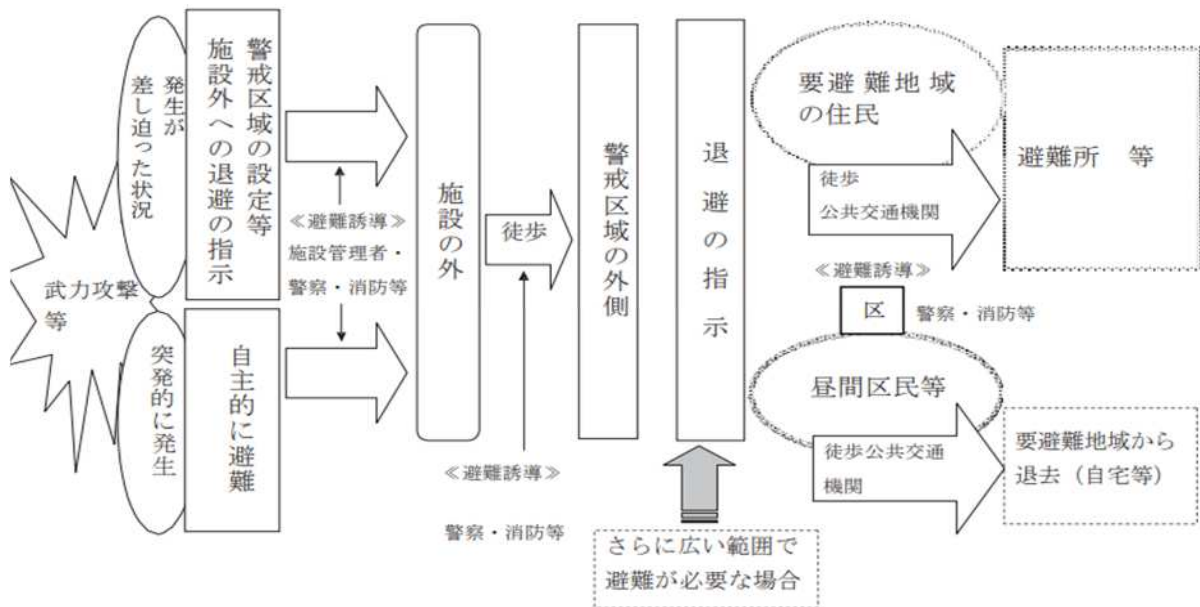 武力攻撃
等
発生が
差し迫った状況
突発的に発生
警戒区域の設定等
施設外への退避の指示
自主的に避難
≪避難誘導≫
施設管理者・
警察・消防等
施設の外
徒歩
≪避難誘導≫
警察・消防等
警戒区域の外側
退避の指示
さらに広い範囲で
避難が必要な場合
要避難地域
の住民
徒歩
公共交通機関
避難所 等
≪避難誘導≫
区
警察・消防等
昼間区民等
徒歩公共交通
機関
要避難地域から
退去（自宅等）